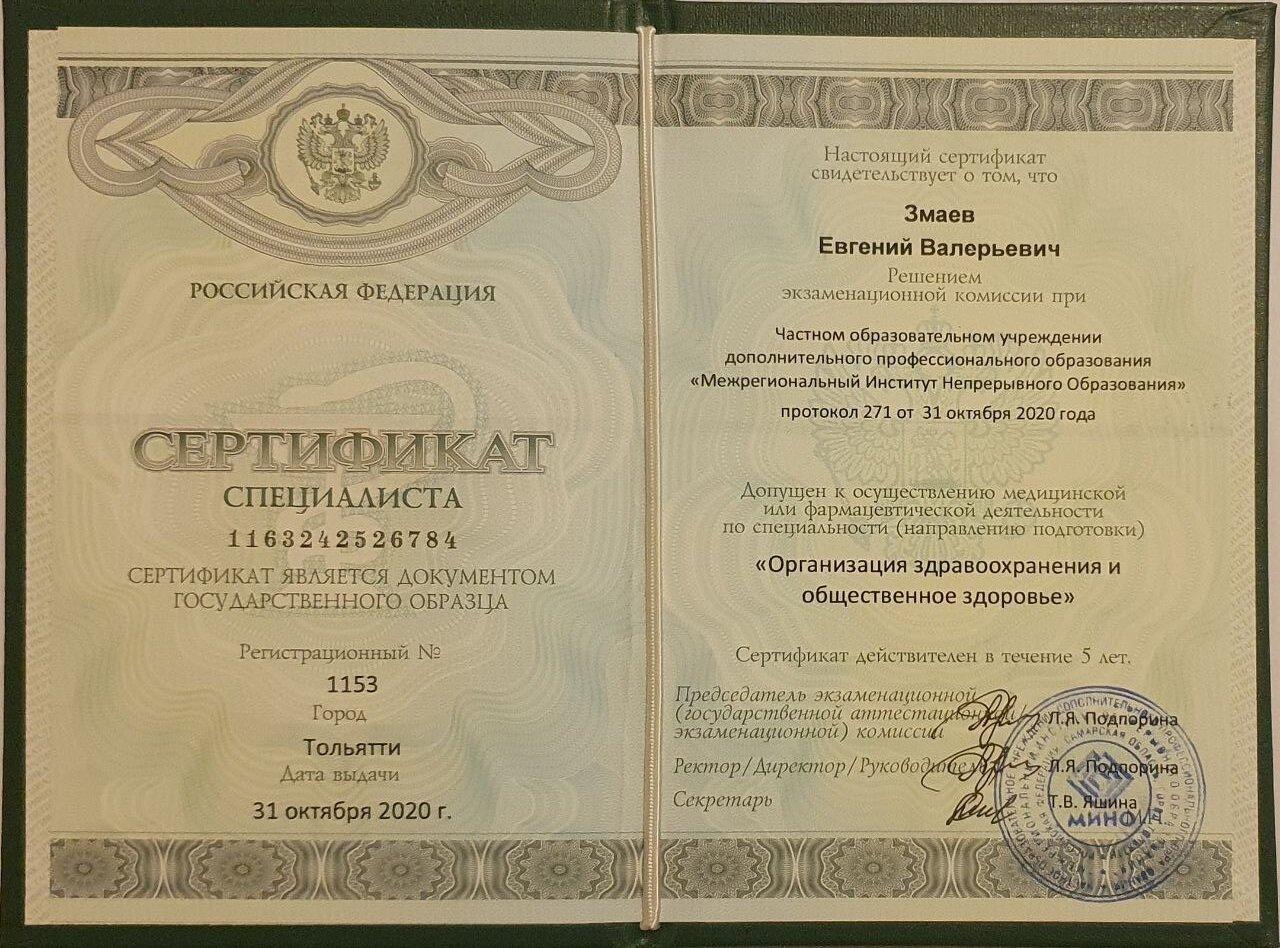 РОССИЙСКАЯ ФЕДЕРАЦИЯ
СЕРТИФИКАТ
СПЕЦИАЛИСТА
1163242526784
СЕРТИФИКАТ ЯВЛЯЕТСЯ ДОКУМЕНТОМ
ГОСУДАРСТВЕННОГО ОБРАЗЦА
Регистрационный №
1153
Город
Тольятти
Дата выдачи
31 октября 2020 г.
Настоящий сертификат
свидетельствует о том, что
Змаев
Евгений Валерьевич
Решением
экзаменационной комиссии при
Частном образовательном учреждении
дополнительного профессионального образования
«Межрегиональный Институт Непрерывного Образования»
протокол 271 от 31 октября 2020 года
Допущен к осуществлению медицинской
или фармацевтической деятельности
по специальности (направлению подготовки)
«Организация здравоохранения и
общественное здоровье»
Сертификат действителен в течение 5 лет.
Председатель экзаменационной
(государственной аттестационной/
экзаменационной) комиссии
Л.Я. Подпорина
Ректор/Директор/Руководитель
Л.Я. Подпорина
Секретарь
Т.В. Яшина
МИНО